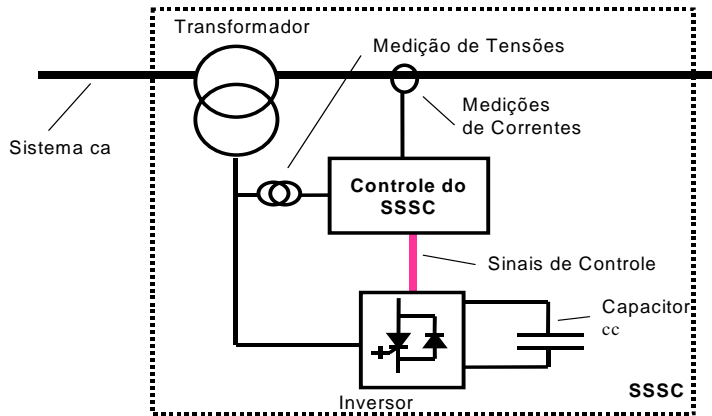 Transformador
Medição de Tensões
Medições
de Correntes
Sistema ca
Controle do
SSSC
Sinais de Controle
Capacitor
cc
SSSC
Inversor